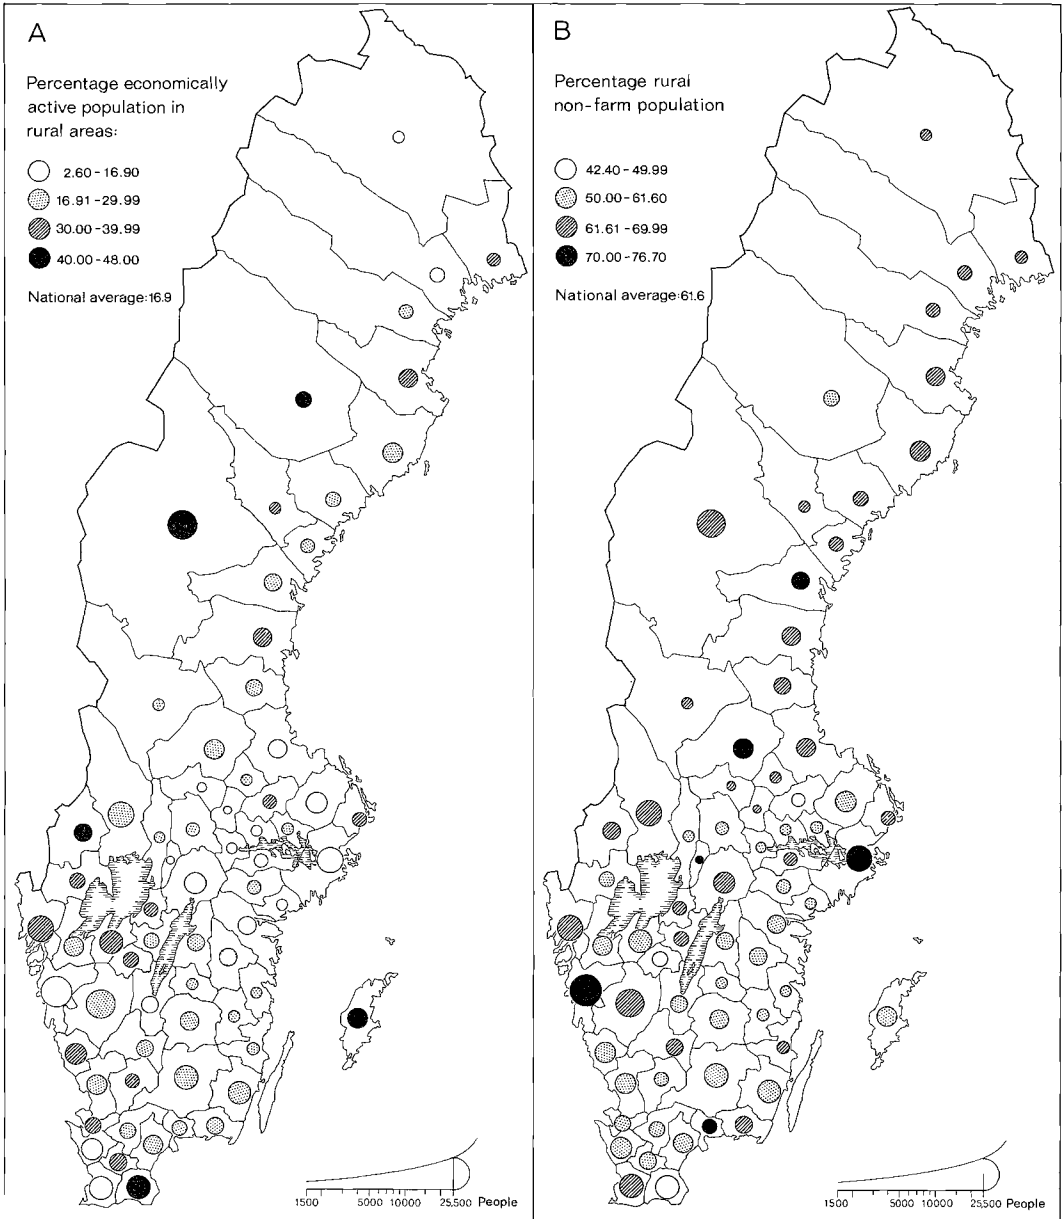 A
Percentage economically
active population in
rural areas:
2.60-16.90
16.91-29.99
30.00-39.99
40.00-48.00
National average:16.9
1500 5000 10000 25,500 People
B
Percentage rural
non-farm population
42.40-49.99
50.00-61.60
61.61-69.99
70.00-76.70
National average:61.6
1500 5000 10000 25,500 People